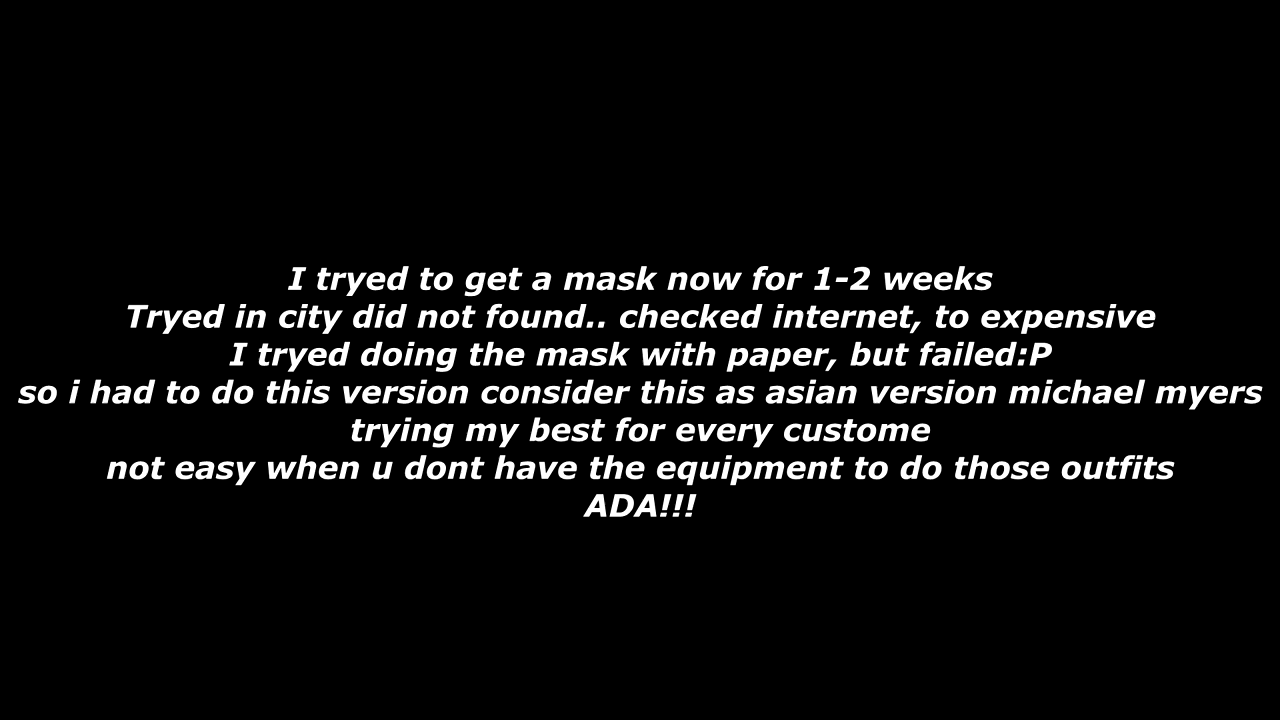 I tryed to get a mask now for 1-2 weeks
Tryed in city did not found.. checked internet, to expensive
I tryed doing the mask with paper, but failed:P
so i had to do this version consider this as asian version michael myers
trying my best for every custome
not easy when u dont have the equipment to do those outfits
ADA!!!